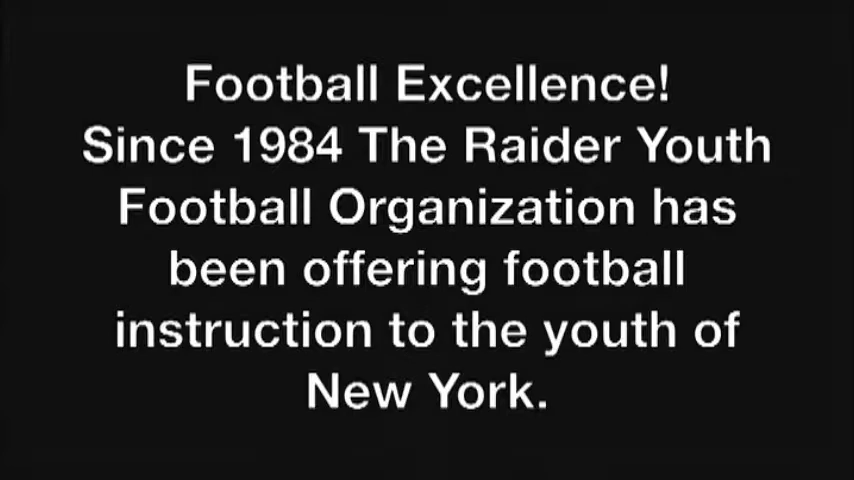 Football Excellence!
Since 1984 The Raider Youth
Football Organization has
been offering football
instruction to the youth of
New York.